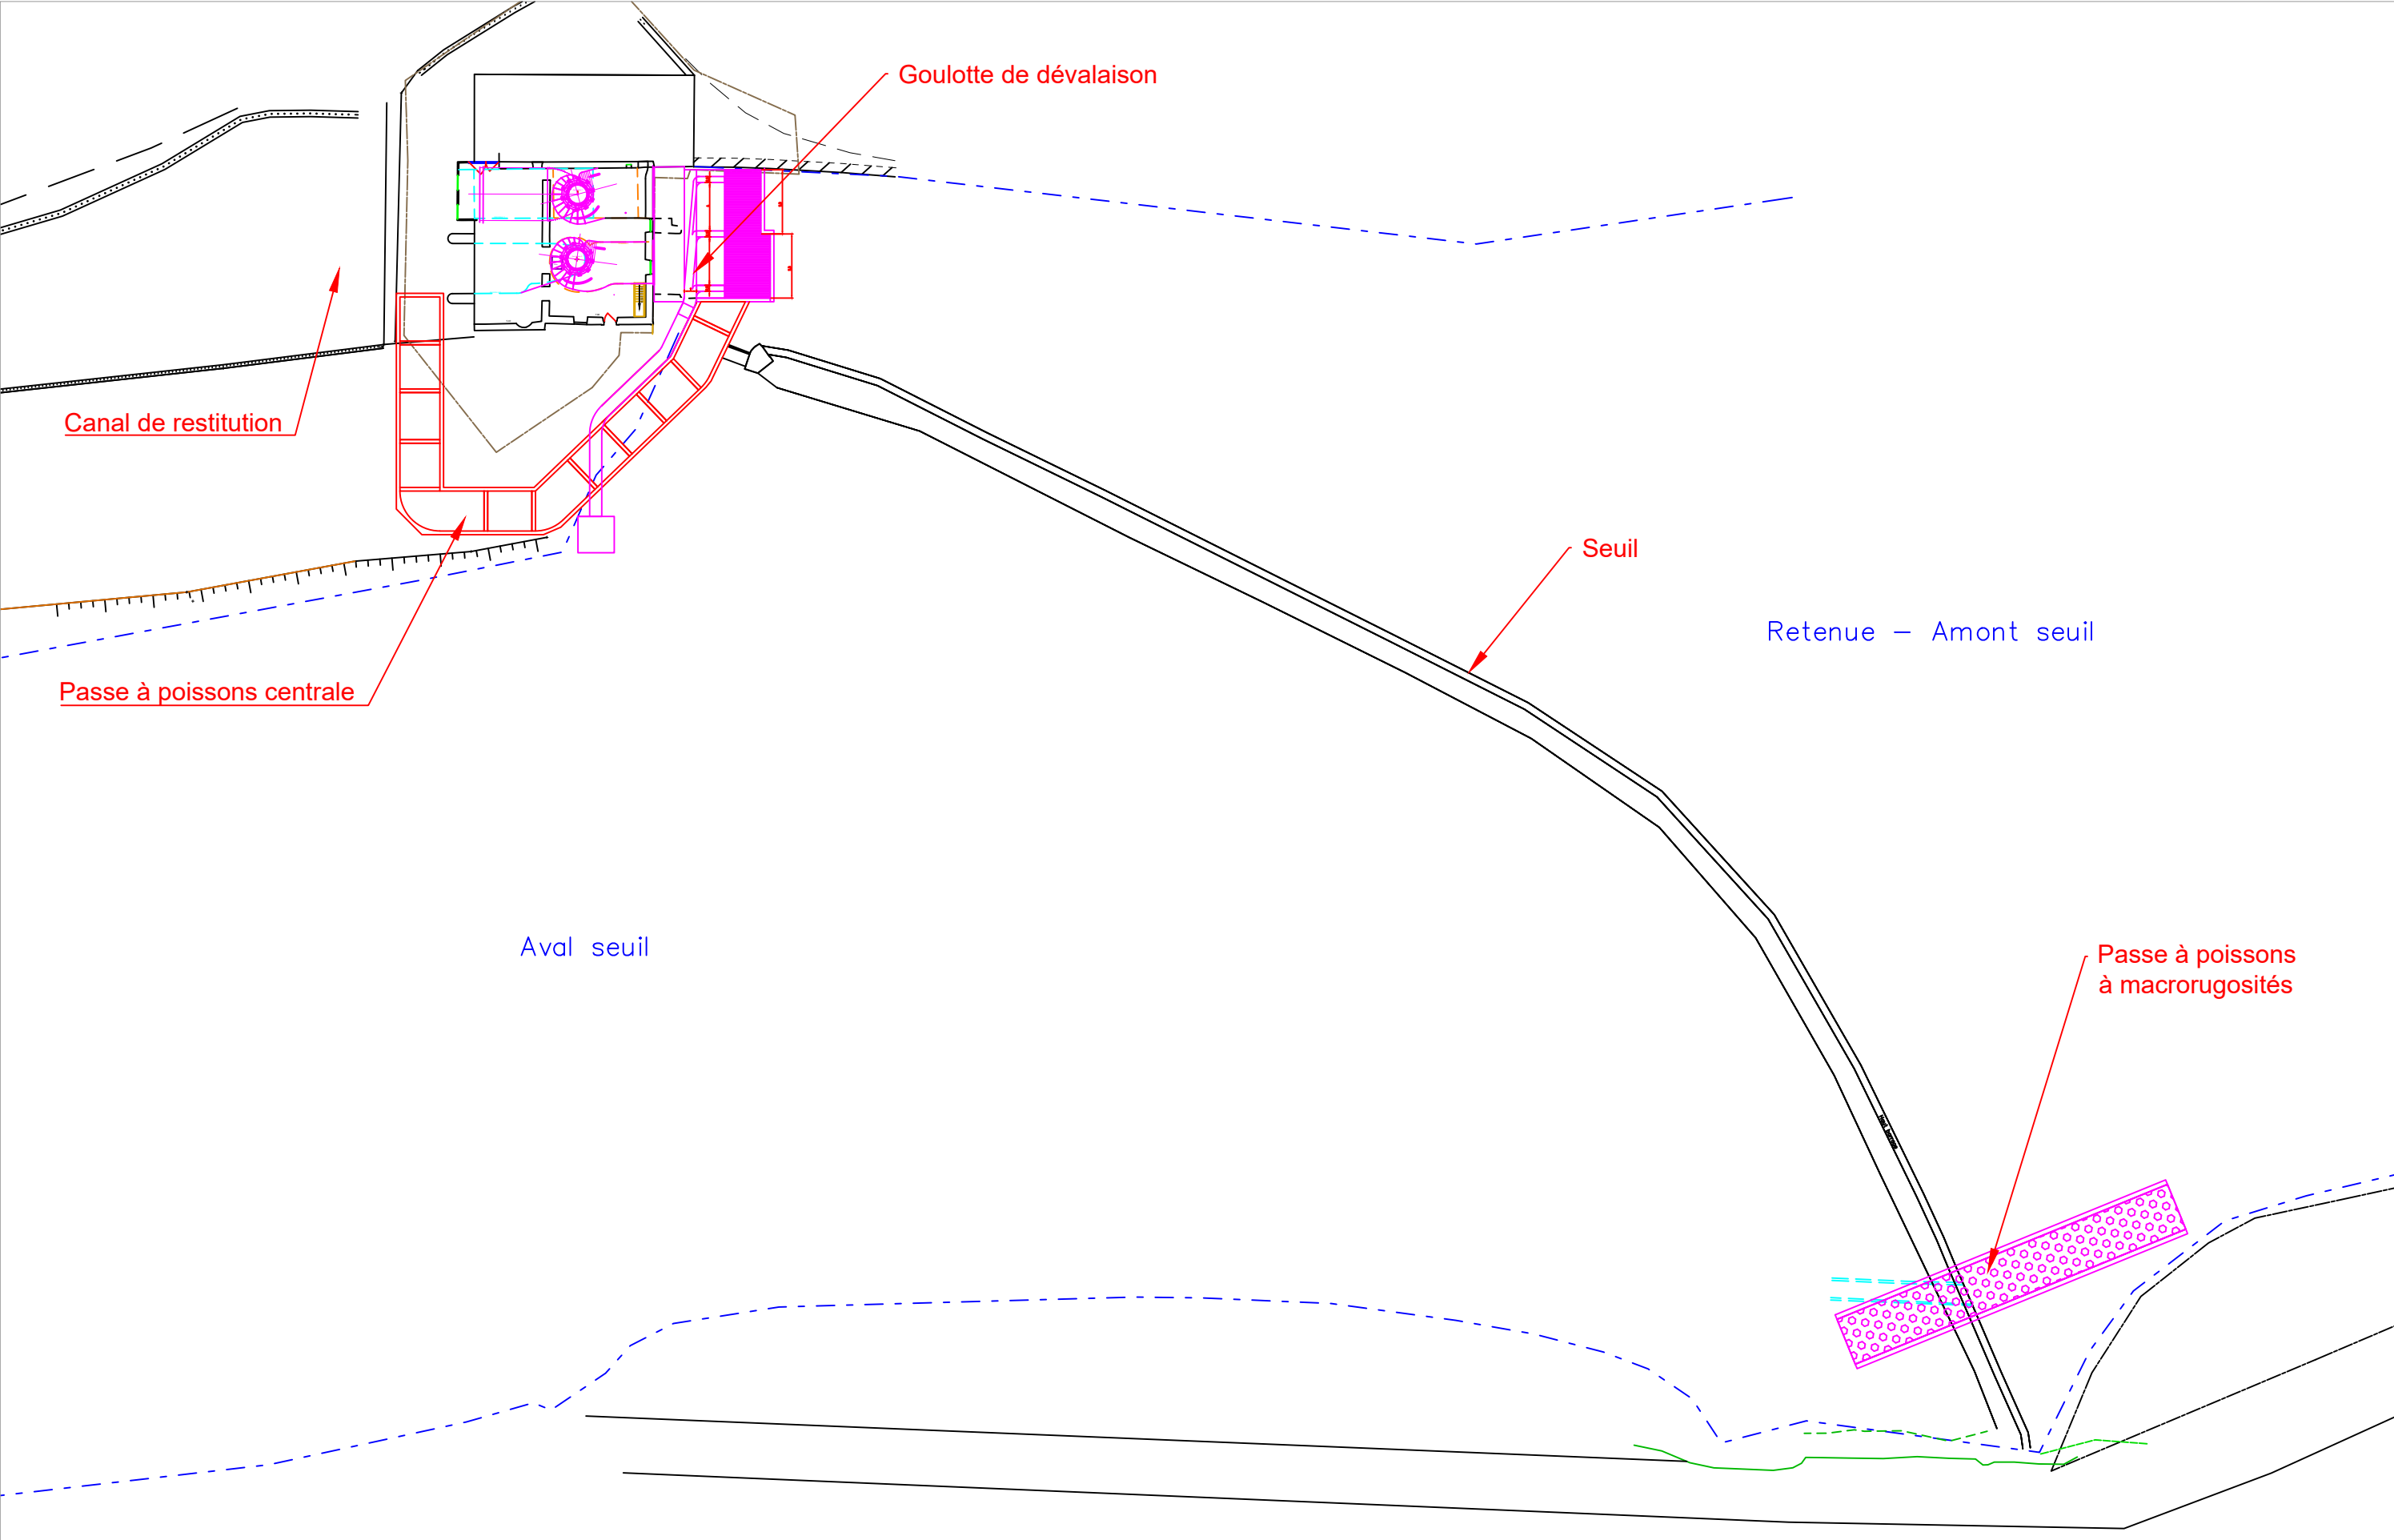 Goulotte de dévalaison
Canal de restitution
Seuil
Retenue - Amont seuil
Passe à poissons centrale
Aval seuil
Passe à poissons
à macrorugosités